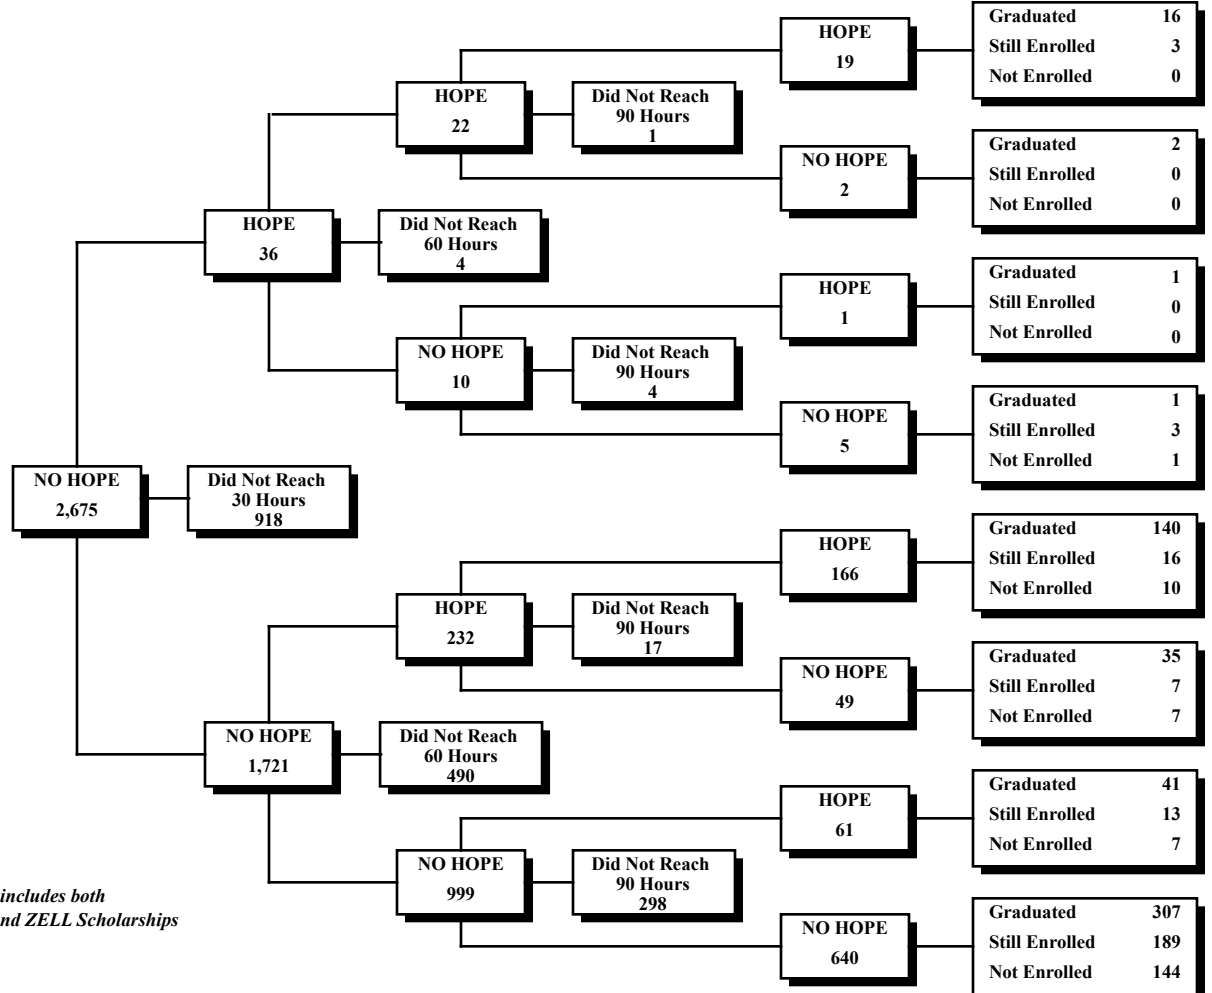 HOPE
19
Graduated 16
Still Enrolled 3
Not Enrolled 0
HOPE
22
Did Not Reach
90 Hours
1
NO HOPE
2
Graduated 2
Still Enrolled 0
Not Enrolled 0
HOPE
36
Did Not Reach
60 Hours
4
HOPE
1
Graduated 1
Still Enrolled 0
Not Enrolled 0
NO HOPE
10
Did Not Reach
90 Hours
4
NO HOPE
5
Graduated 1
Still Enrolled 3
Not Enrolled 1
NO HOPE
2,675
Did Not Reach
30 Hours
918
HOPE
166
Graduated 140
Still Enrolled 16
Not Enrolled 10
HOPE
232
Did Not Reach
90 Hours
17
NO HOPE
49
Graduated 35
Still Enrolled 7
Not Enrolled 7
NO HOPE
1,721
Did Not Reach
60 Hours
490
HOPE
61
Graduated 41
Still Enrolled 13
Not Enrolled 7
NO HOPE
999
Did Not Reach
90 Hours
298
NO HOPE
640
Graduated 307
Still Enrolled 189
Not Enrolled 144
includes both
nd ZELL Scholarships